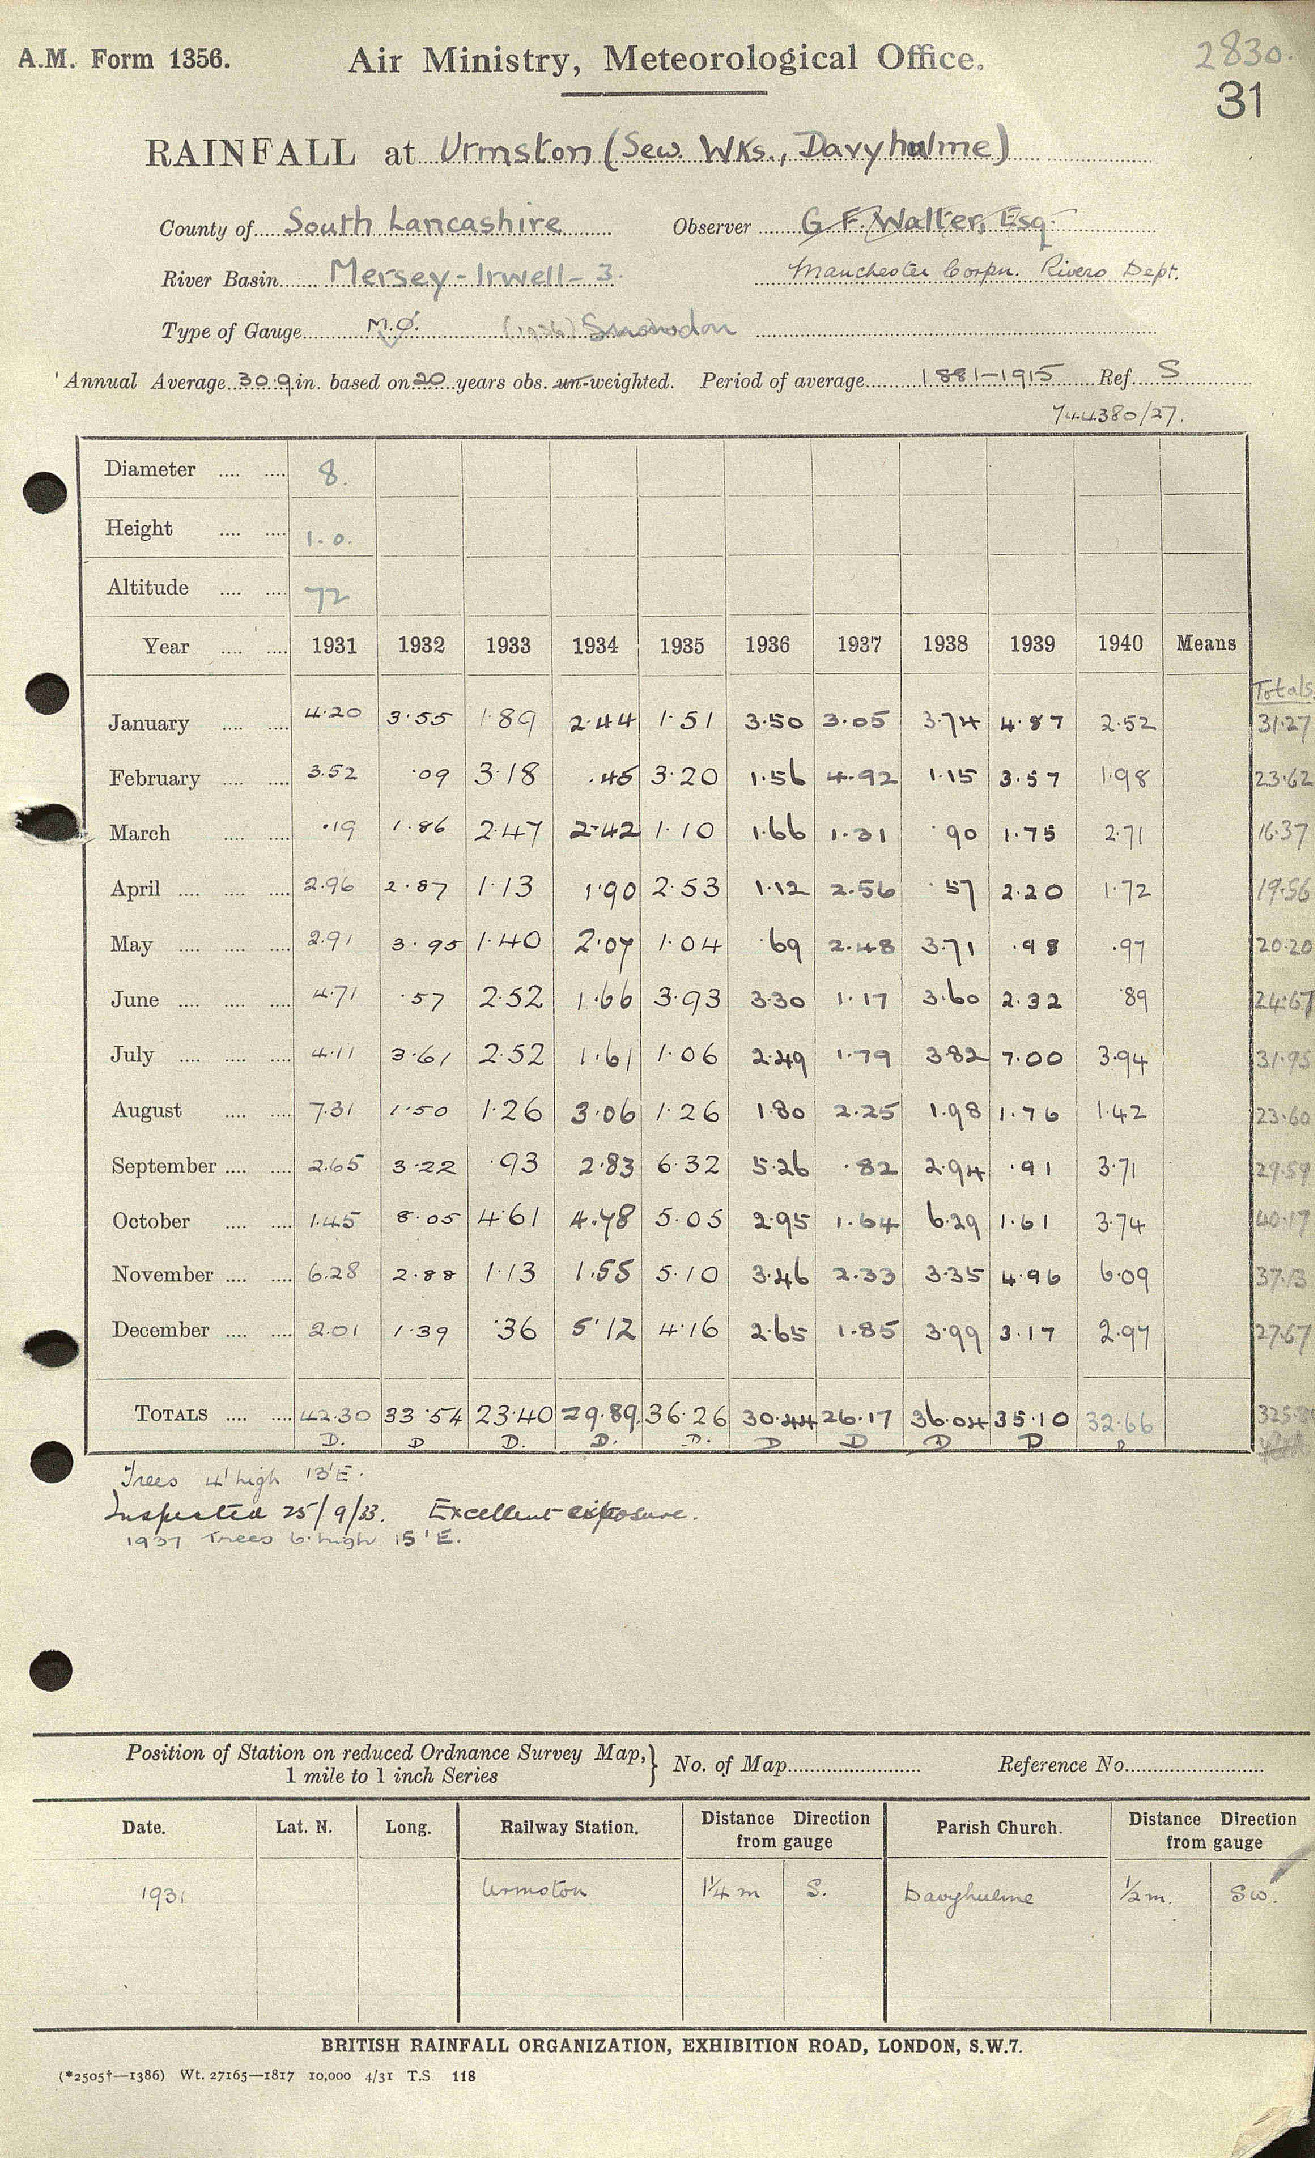 A.M. Form 1356. Air Ministry, Meteorological Office. 2830.
31
RAINFALL at Urmston (Sew. Wks., Davyhulme)
County of South Lancashire Observer G. F. Walter, Esq.
River Basin Mersey-Irwell-3. Manchester Corpn. Rivers Dept.
Type of Gauge M.O. (1936) Snowdon
Annual Average 30.9 in. based on 20 years obs. un-weighted. Period of average 1881-1915 Ref. S
744380/27.
Diameter 8.
Height 1.0.
Altitude 72
Year 1931 1932 1933 1934 1935 1936 1937 1938 1939 1940 Means
Totals
January 4.20 3.55 1.89 2.44 1.51 3.50 3.05 3.74 4.87 2.52 31.27
February 3.52 .09 3.18 .45 3.20 1.56 4.92 1.15 3.57 1.98 23.62
March .19 1.86 2.47 2.42 1.10 1.66 1.31 .90 1.75 2.71 16.37
April 2.96 2.87 1.13 1.90 2.53 1.12 2.56 .57 2.20 1.72 19.56
May 2.91 3.95 1.40 2.07 1.04 .69 2.48 3.71 .98 .97 20.20
June 4.71 .57 2.52 1.66 3.93 3.30 1.17 3.60 2.32 .89 24.67
July 4.11 3.61 2.52 1.61 1.06 2.49 1.79 3.82 7.00 3.94 31.95
August 7.31 1.50 1.26 3.06 1.26 1.80 2.25 1.98 1.76 1.42 23.60
September 2.65 3.22 .93 2.83 6.32 5.26 .82 2.94 .91 3.71 29.59
October 1.45 8.05 4.61 4.78 5.05 2.95 1.64 6.29 1.61 3.74 40.17
November 6.28 2.88 1.13 1.55 5.10 3.46 2.33 3.35 4.96 6.09 37.13
December 2.01 1.39 .36 5.12 4.16 2.65 1.85 3.99 3.17 2.97 27.67
TOTALS 42.30 33.54 23.40 29.89 36.26 30.44 26.17 36.04 35.10 32.66
D. D D. D. D. D D D D D
Trees 4' high 13' E.
Inspected 25/9/33. Excellent exposure.
1937 Trees 6' high 15' E.
Position of Station on reduced Ordnance Survey Map,} No. of Map Reference No.
1 mile to 1 inch Series
Date. Lat. N. Long. Railway Station. Distance Direction from gauge Parish Church. Distance Direction from gauge
1931 Urmston 1¼ m S. Davyhulme ½ m. SW.
BRITISH RAINFALL ORGANIZATION, EXHIBITION ROAD, LONDON, S.W.7.
(*2505†—1386) Wt. 27165—1817 10,000 4/31 T.S 118